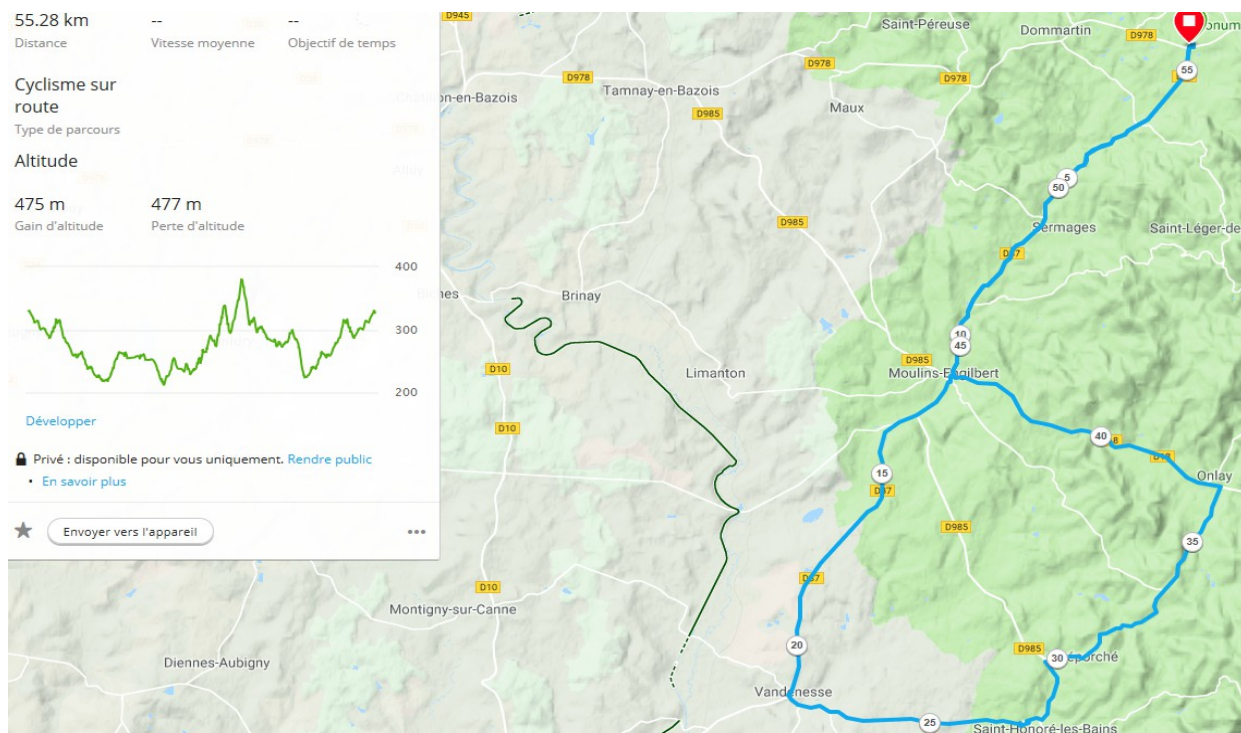 55.28 km
--
--
Distance
Vitesse moyenne
Objectif de temps
Cyclisme sur
route
Type de parcours
Altitude
475 m
477 m
Gain d'altitude
Perte d'altitude
400
300
200
Développer
Privé : disponible pour vous uniquement. Rendre public
• En savoir plus
Envoyer vers l'appareil
D945
Saint-Péreuse
Dommartin
D978
D978
D978
D978
55
Tamnay-en-Bazois
en-Bazois
Maux
D985
5
50
D985
Sermages
Saint-Léger-de
Brinay
10
45
D10
Limanton
D985
Moulins-Engilbert
40
Onlay
D10
15
D985
35
D10
Montigny-sur-Canne
20
D985
30
Diennes-Aubigny
Vandenesse
25
Saint-Honoré-les-Bains